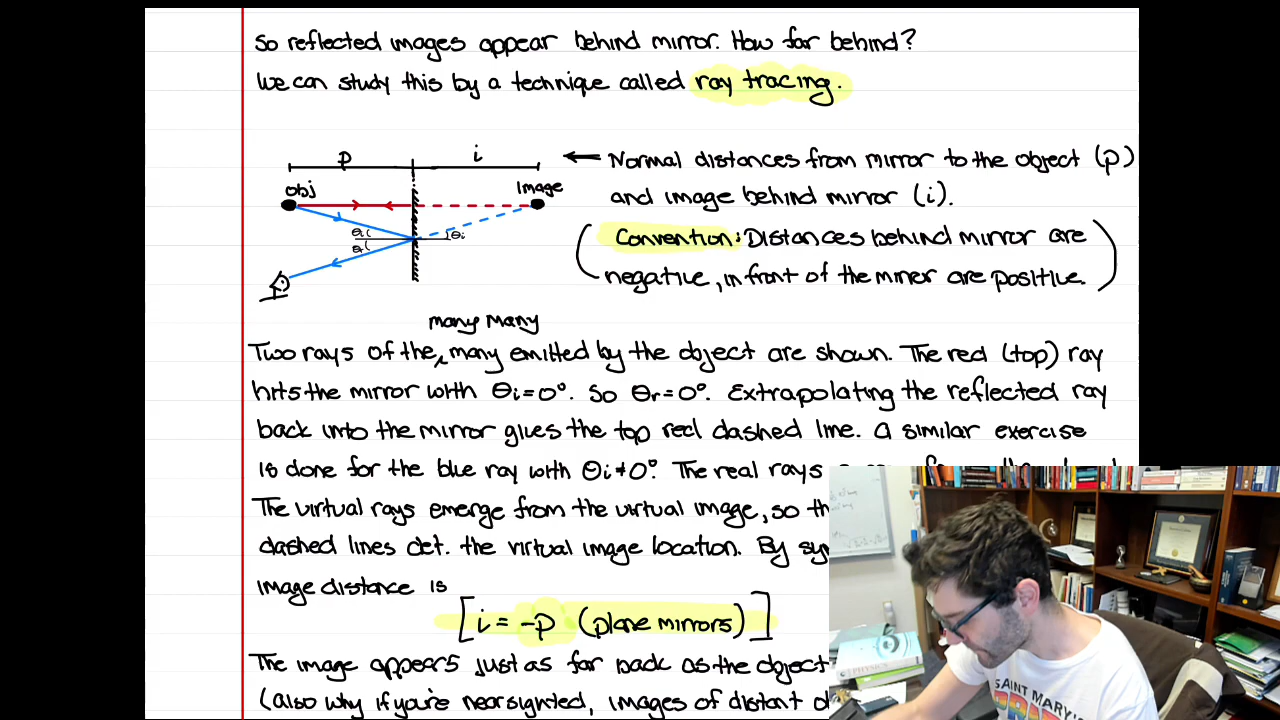 So reflected images appear behind mirror. How far behind?
We can study this by a technique called ray tracing.
p i
Obj Image
← Normal distances from mirror to the object (p)
and image behind mirror (i).
(Convention: Distances behind mirror are
negative, in front of the mirror are positive.)
θi θi
θr
many many
Two rays of the ^ many emitted by the object are shown. The red (top) ray
hits the mirror with θi=0°. So θr=0°. Extrapolating the reflected ray
back into the mirror gives the top red dashed line. A similar exercise
is done for the blue ray with θi≠0°. The real rays
The virtual rays emerge from the virtual image, so
dashed lines det. the virtual image location. By
image distance is
[i = -p (plane mirrors)]
The image appears just as far back as the object
(also why if you're nearsighted, images of distant
PHYSICS
SAINT MARY'S